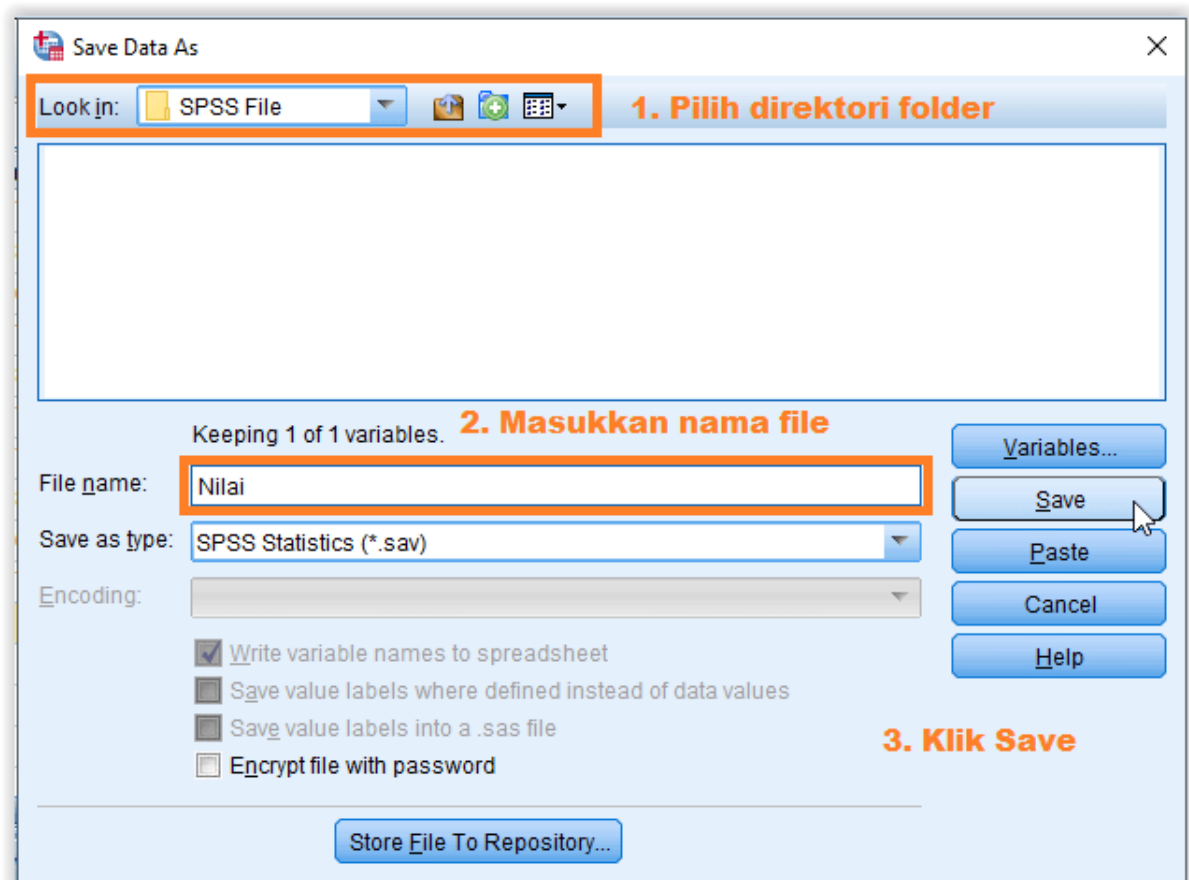 Save Data As
Look in: SPSS File 1. Pilih direktori folder
Keeping 1 of 1 variables. 2. Masukkan nama file
Variables...
File name: Nilai
Save
Save as type: SPSS Statistics (*.sav)
Paste
Encoding:
Cancel
Write variable names to spreadsheet
Help
Save value labels where defined instead of data values
Save value labels into a .sas file
3. Klik Save
Encrypt file with password
Store File To Repository...